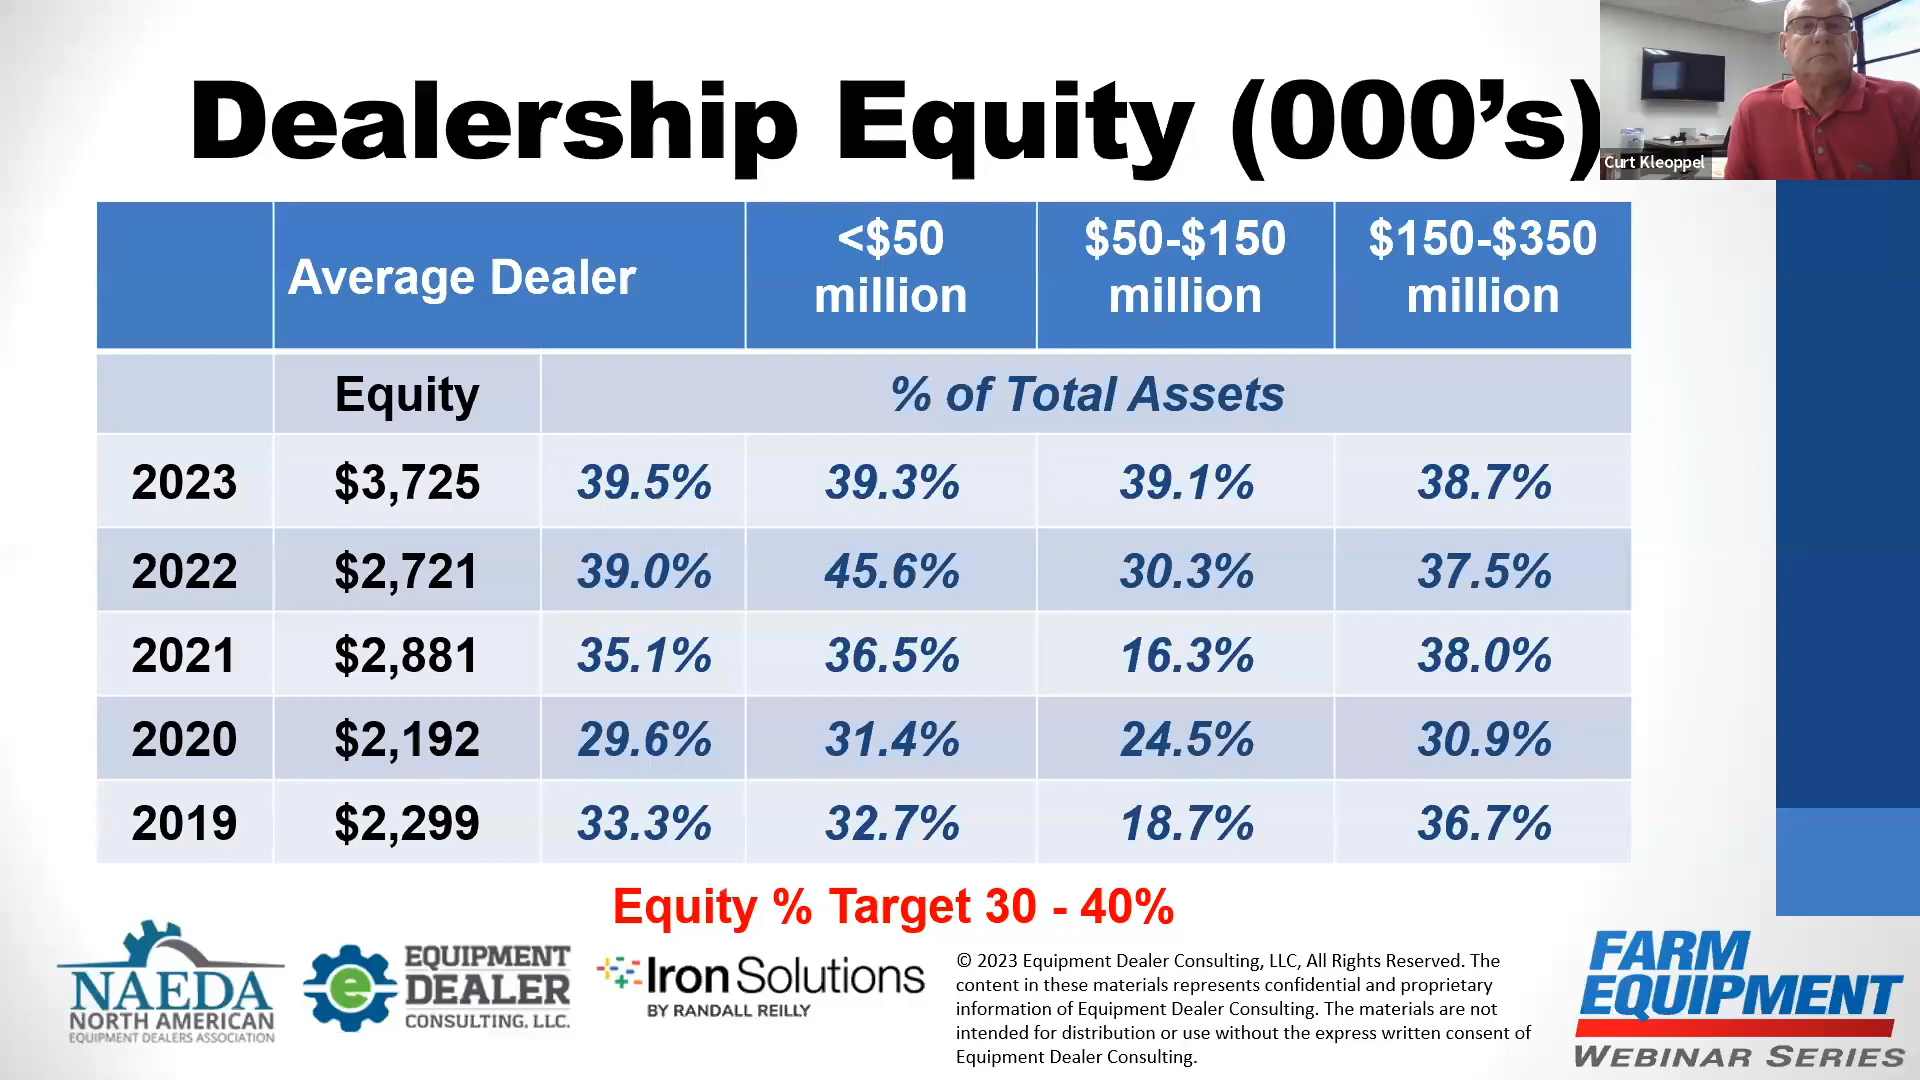 Dealership Equity (000’s)
Curt Kleoppel
Average Dealer
<$50
million
$50-$150
million
$150-$350
million
Equity
% of Total Assets
2023 $3,725 39.5% 39.3% 39.1% 38.7%
2022 $2,721 39.0% 45.6% 30.3% 37.5%
2021 $2,881 35.1% 36.5% 16.3% 38.0%
2020 $2,192 29.6% 31.4% 24.5% 30.9%
2019 $2,299 33.3% 32.7% 18.7% 36.7%
Equity % Target 30 - 40%
NAEDA
NORTH AMERICAN
EQUIPMENT DEALERS ASSOCIATION
e
EQUIPMENT
DEALER
CONSULTING, LLC.
Iron Solutions
BY RANDALL REILLY
© 2023 Equipment Dealer Consulting, LLC, All Rights Reserved. The
content in these materials represents confidential and proprietary
information of Equipment Dealer Consulting. The materials are not
intended for distribution or use without the express written consent of
Equipment Dealer Consulting.
FARM
EQUIPMENT
WEBINAR SERIES